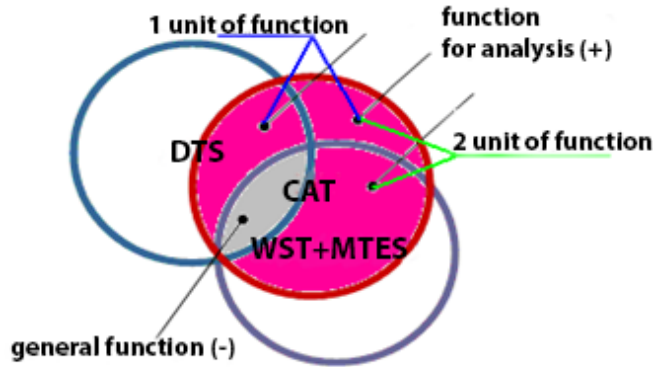 1 unit of function
function
for analysis (+)
2 unit of function
DTS
CAT
WST+MTES
general function (-)